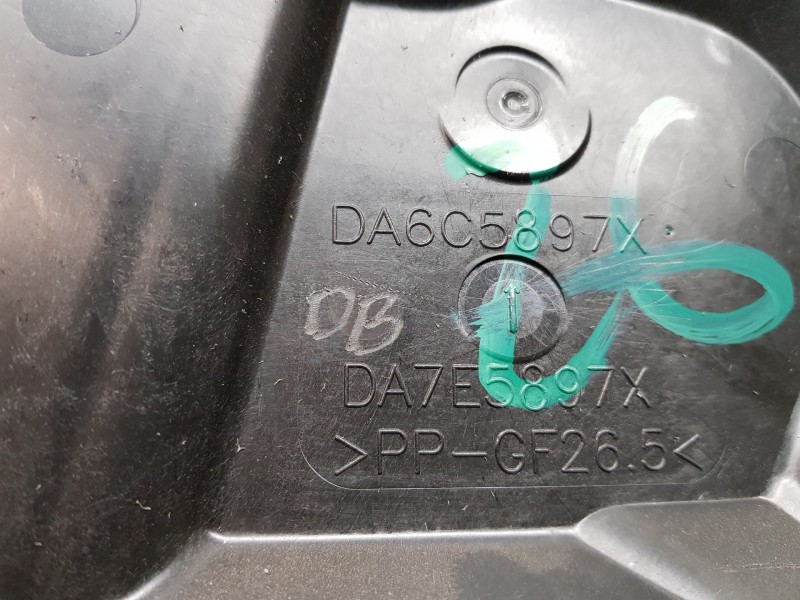 C
DA6C5897X
DB
DA7E5897X
>PP-GF26.5<